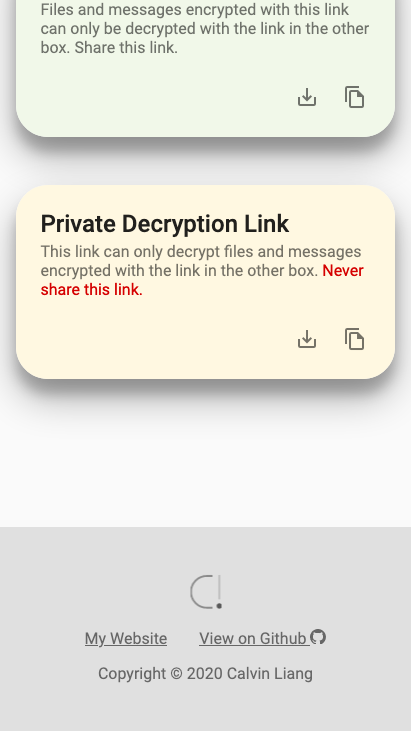 Files and messages encrypted with this link
can only be decrypted with the link in the other
box. Share this link.
Private Decryption Link
This link can only decrypt files and messages
encrypted with the link in the other box. Never
share this link.
My Website View on Github
Copyright © 2020 Calvin Liang